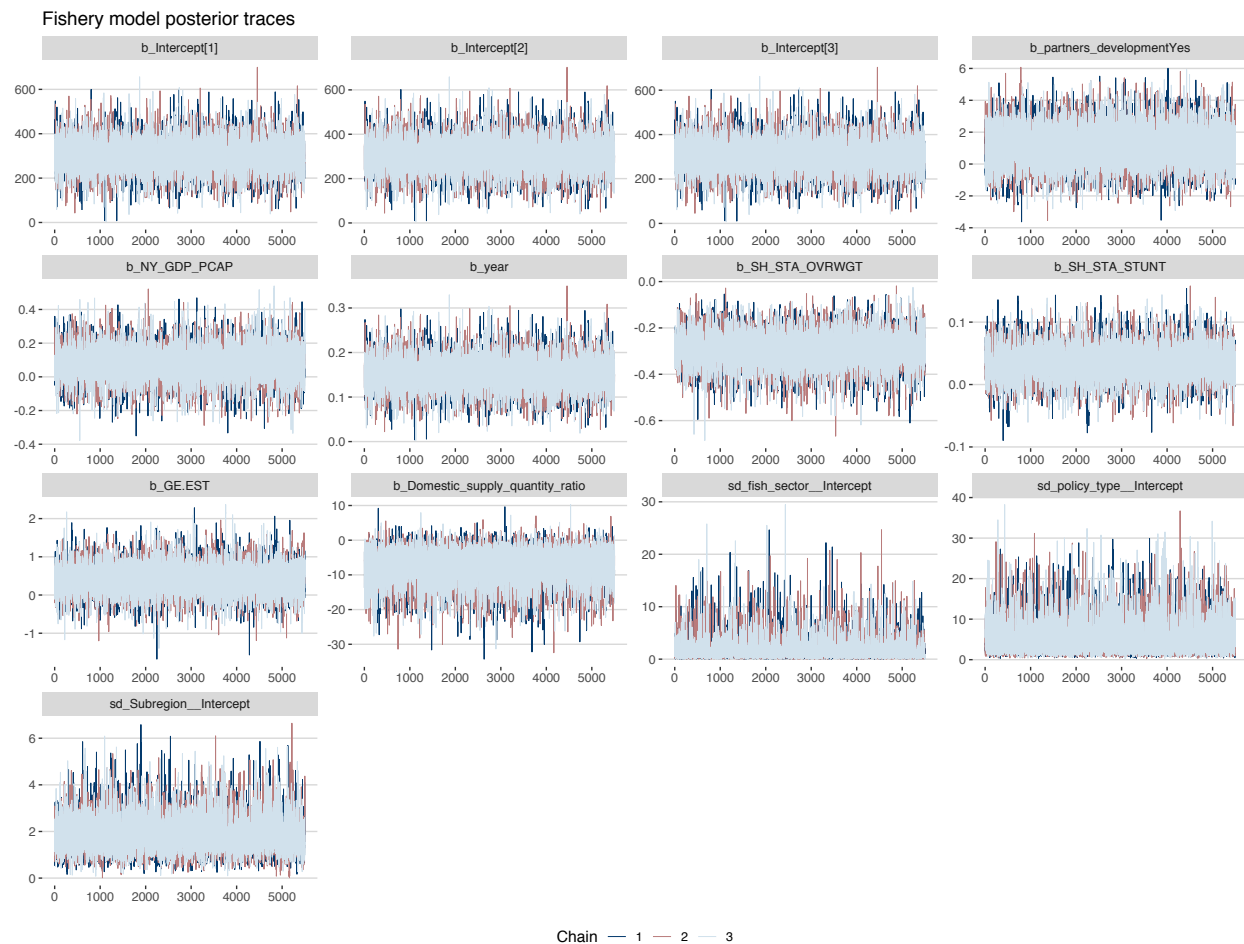 Fishery model posterior traces
b_Intercept[1] b_Intercept[2] b_Intercept[3] b_partners_developmentYes
600 600 600 6
400 400 400 4
200 200 200 2
0 0 0 0
-2
-4
0 1000 2000 3000 4000 5000 0 1000 2000 3000 4000 5000 0 1000 2000 3000 4000 5000 0 1000 2000 3000 4000 5000
b_NY_GDP_PCAP b_year b_SH_STA_OVRWGT b_SH_STA_STUNT
0.4 0.3 0.0 0.1
0.2 0.2 -0.2 0.0
0.0 0.1 -0.4 -0.1
-0.2 0.0 -0.6
-0.4
0 1000 2000 3000 4000 5000 0 1000 2000 3000 4000 5000 0 1000 2000 3000 4000 5000 0 1000 2000 3000 4000 5000
b_GE.EST b_Domestic_supply_quantity_ratio sd_fish_sector__Intercept sd_policy_type__Intercept
2 10 30 40
1 0 20 30
0 -10 10 20
-1 -20 0 10
-30 0
0 1000 2000 3000 4000 5000 0 1000 2000 3000 4000 5000 0 1000 2000 3000 4000 5000 0 1000 2000 3000 4000 5000
sd_Subregion__Intercept
6
4
2
0
0 1000 2000 3000 4000 5000
Chain 1 2 3